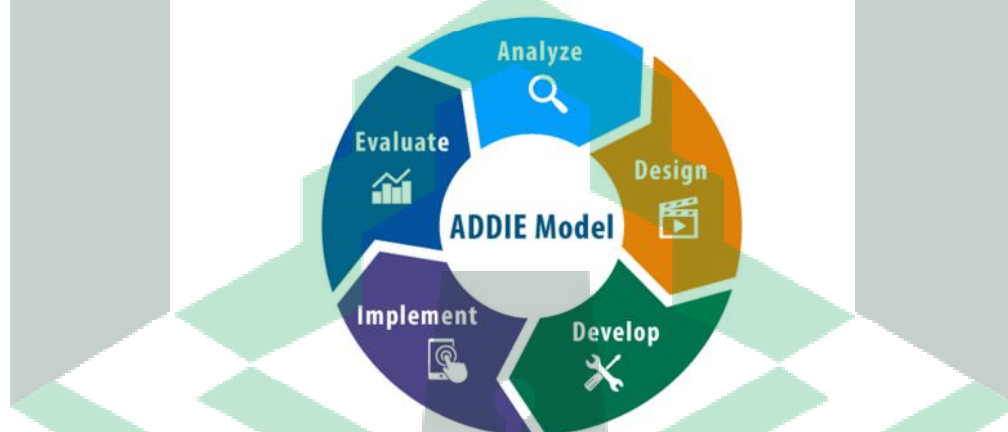 Analyze
Design
Develop
Implement
Evaluate
ADDIE Model